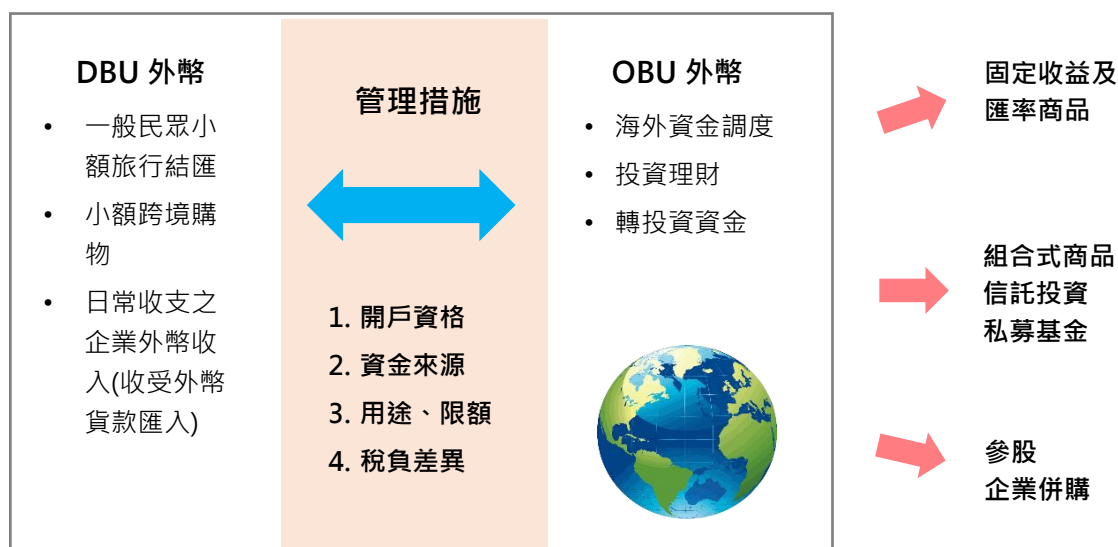 DBU 外幣
• 一般民眾小
額旅行結匯
• 小額跨境購
物
• 日常收支之
企業外幣收
入(收受外幣
貨款匯入)
管理措施
1. 開戶資格
2. 資金來源
3. 用途、限額
4. 稅負差異
OBU 外幣
• 海外資金調度
• 投資理財
• 轉投資資金
固定收益及
匯率商品
組合式商品
信託投資
私募基金
參股
企業併購